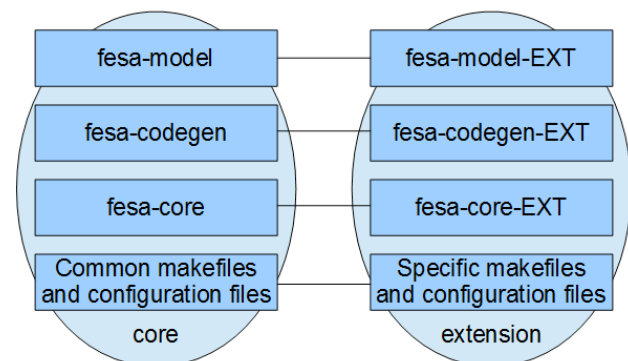 fesa-model
fesa-model-EXT
fesa-codegen
fesa-codegen-EXT
fesa-core
fesa-core-EXT
Common makefiles
and configuration files
Specific makefiles
and configuration files
core
extension